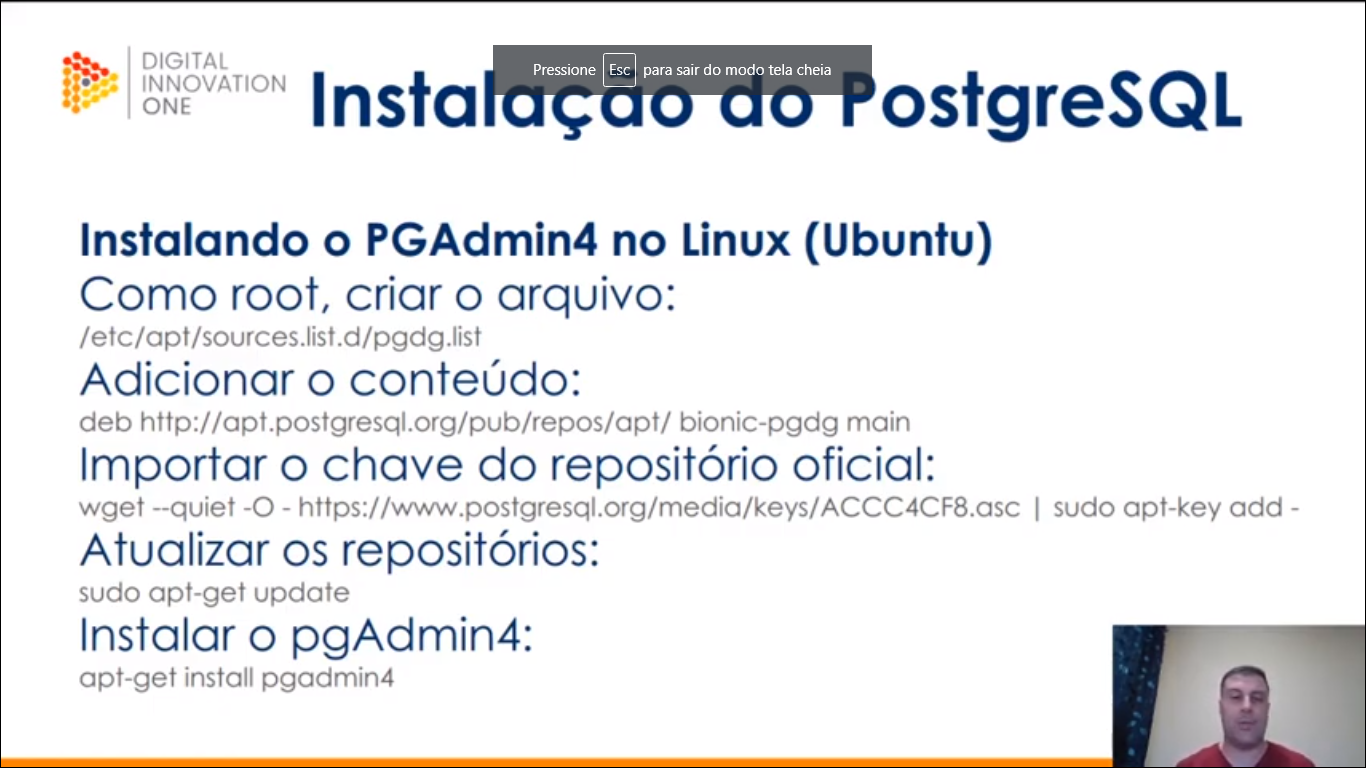 DIGITAL
INNOVATION
ONE
Pressione Esc para sair do modo tela cheia
Instalação do PostgreSQL
Instalando o PGAdmin4 no Linux (Ubuntu)
Como root, criar o arquivo:
/etc/apt/sources.list.d/pgdg.list
Adicionar o conteúdo:
deb http://apt.postgresql.org/pub/repos/apt/ bionic-pgdg main
Importar o chave do repositório oficial:
wget --quiet -O - https://www.postgresql.org/media/keys/ACCC4CF8.asc | sudo apt-key add -
Atualizar os repositórios:
sudo apt-get update
Instalar o pgAdmin4:
apt-get install pgadmin4